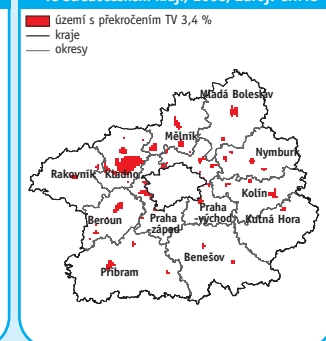 území s překročením TV 3,4 %
kraje
okresy
Mladá Boleslav
Mělník
Nymburk
Rakovník
Kladno
Kolín
Praha
-východ
Kutná Hora
Beroun
Praha
-západ
Benešov
Příbram